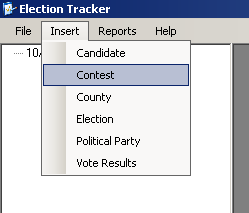 Election Tracker
File Insert Reports Help
10/
Candidate
Contest
County
Election
Political Party
Vote Results